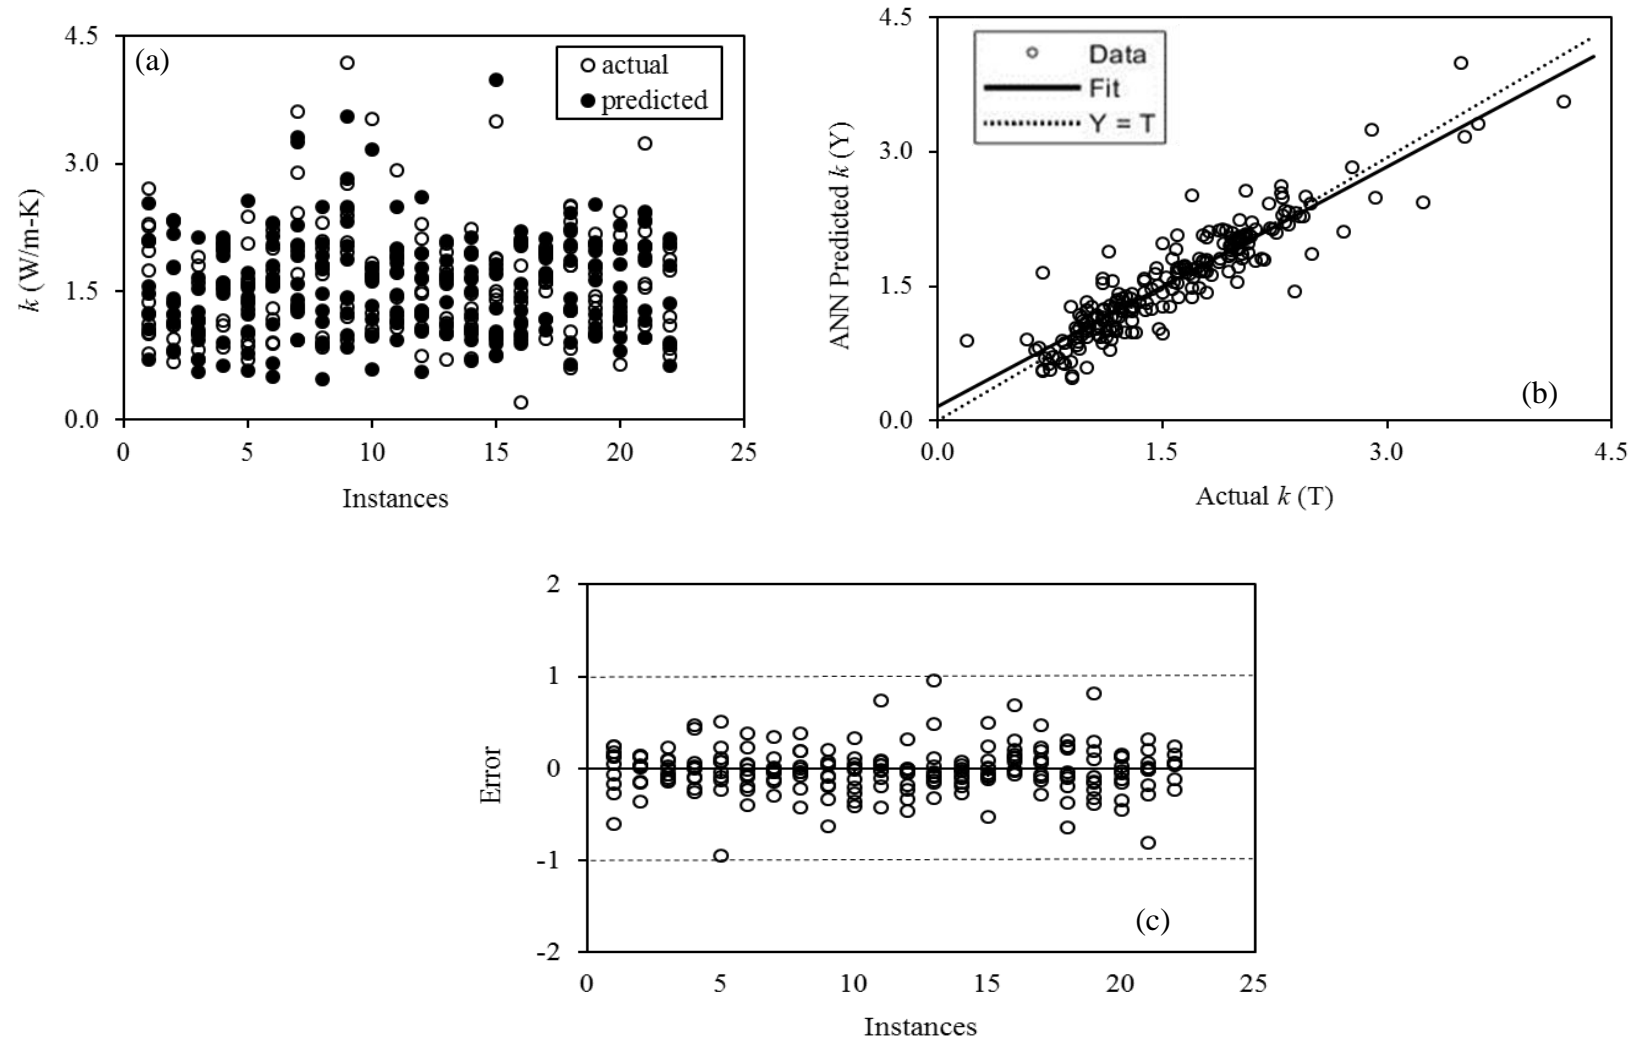 4.5
3.0
1.5
0.0
k (W/m-K)
(a)
actual
predicted
0 5 10 15 20 25
Instances
4.5
3.0
1.5
0.0
ANN Predicted k (Y)
Data
Fit
Y = T
(b)
0.0 1.5 3.0 4.5
Actual k (T)
2
1
0
-1
-2
Error
(c)
0 5 10 15 20 25
Instances